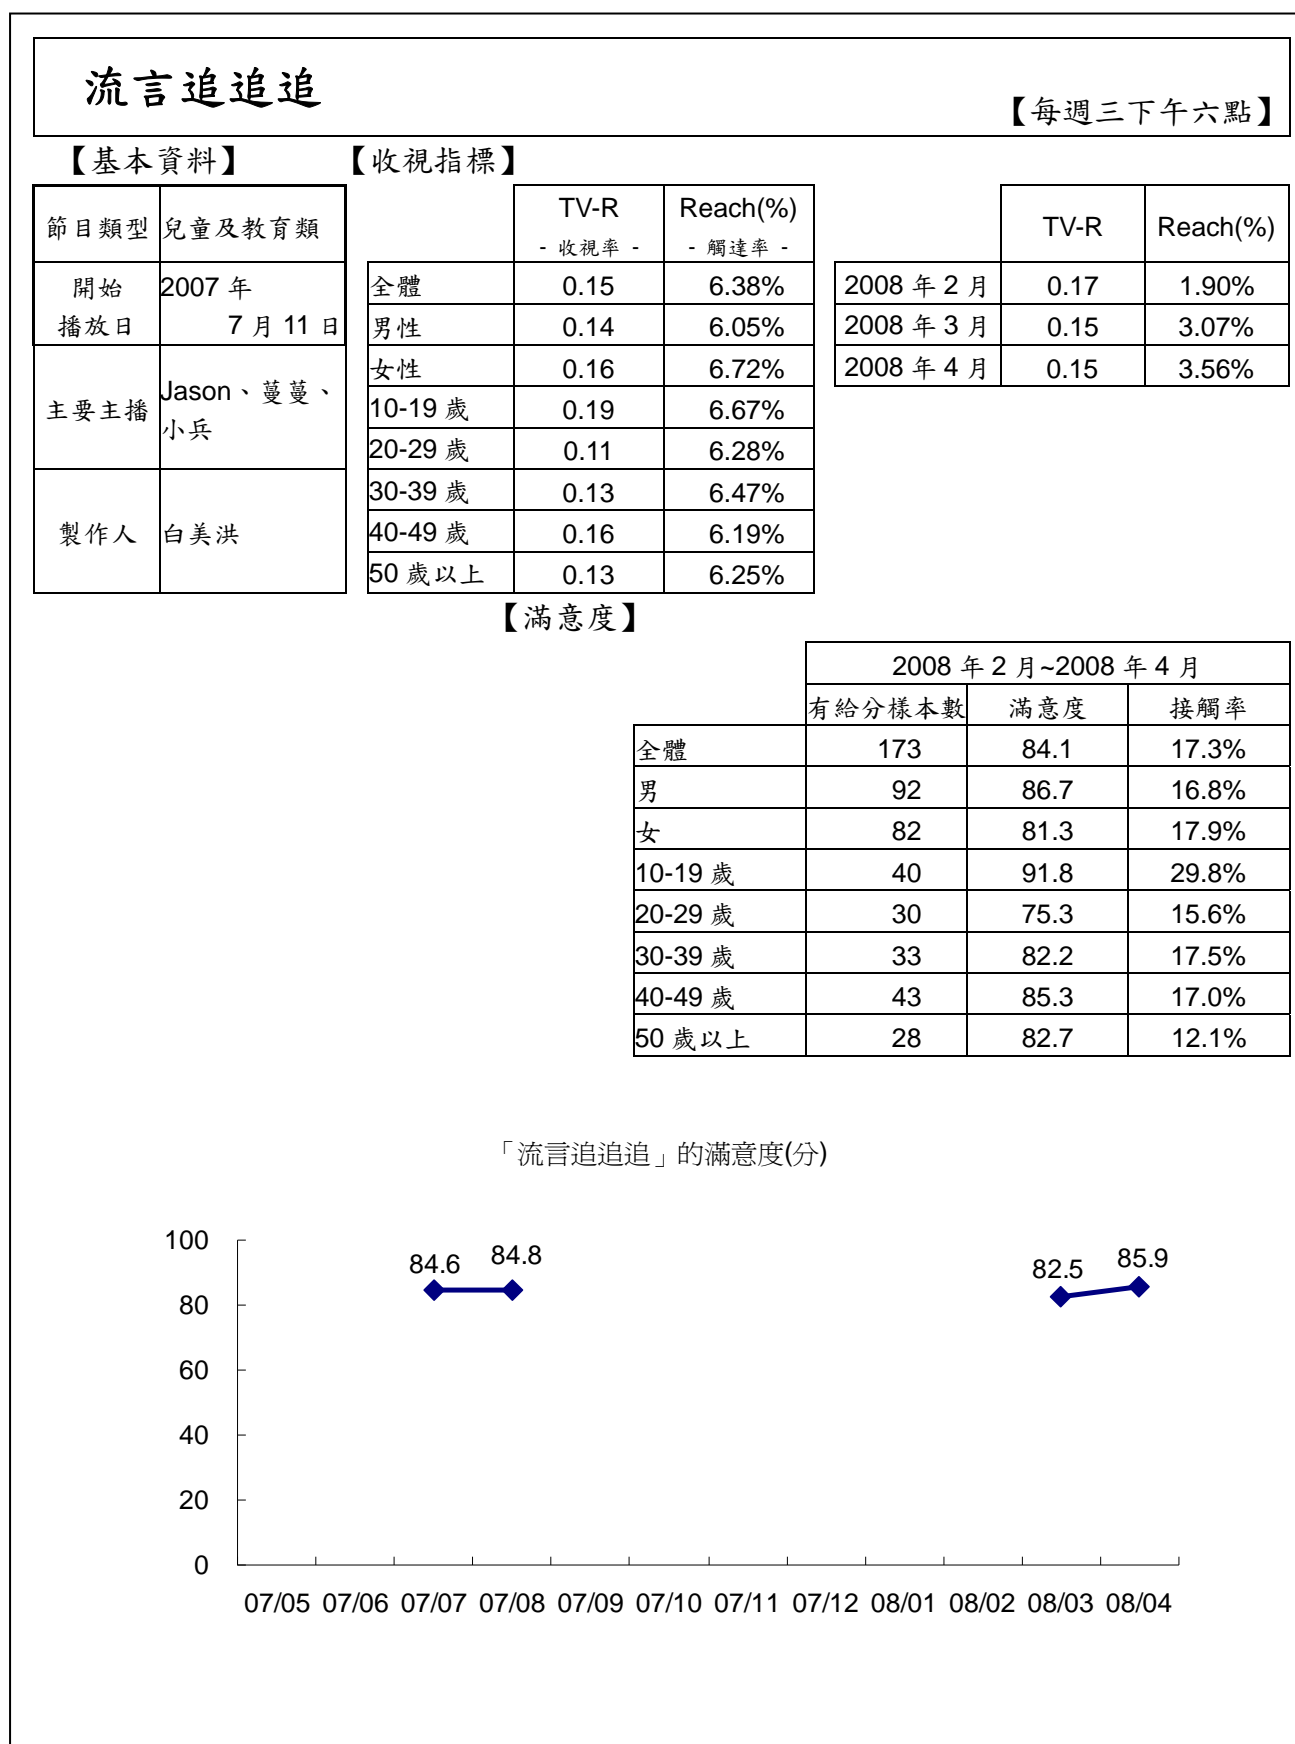 流言追追追
【每週三下午六點】
【基本資料】 【收視指標】
節目類型 兒童及教育類
開始播放日 2007 年 7 月 11 日
主要主播 Jason、蔓蔓、小兵
製作人 白美洪
TV-R Reach(%)
- 收視率 - - 觸達率 -
全體 0.15 6.38%
男性 0.14 6.05%
女性 0.16 6.72%
10-19 歲 0.19 6.67%
20-29 歲 0.11 6.28%
30-39 歲 0.13 6.47%
40-49 歲 0.16 6.19%
50 歲以上 0.13 6.25%
TV-R Reach(%)
2008 年 2 月 0.17 1.90%
2008 年 3 月 0.15 3.07%
2008 年 4 月 0.15 3.56%
【滿意度】
2008 年 2 月~2008 年 4 月
有給分樣本數 滿意度 接觸率
全體 173 84.1 17.3%
男 92 86.7 16.8%
女 82 81.3 17.9%
10-19 歲 40 91.8 29.8%
20-29 歲 30 75.3 15.6%
30-39 歲 33 82.2 17.5%
40-49 歲 43 85.3 17.0%
50 歲以上 28 82.7 12.1%
「流言追追追」的滿意度(分)
100
80
60
40
20
0
84.6 84.8 82.5 85.9
07/05 07/06 07/07 07/08 07/09 07/10 07/11 07/12 08/01 08/02 08/03 08/04